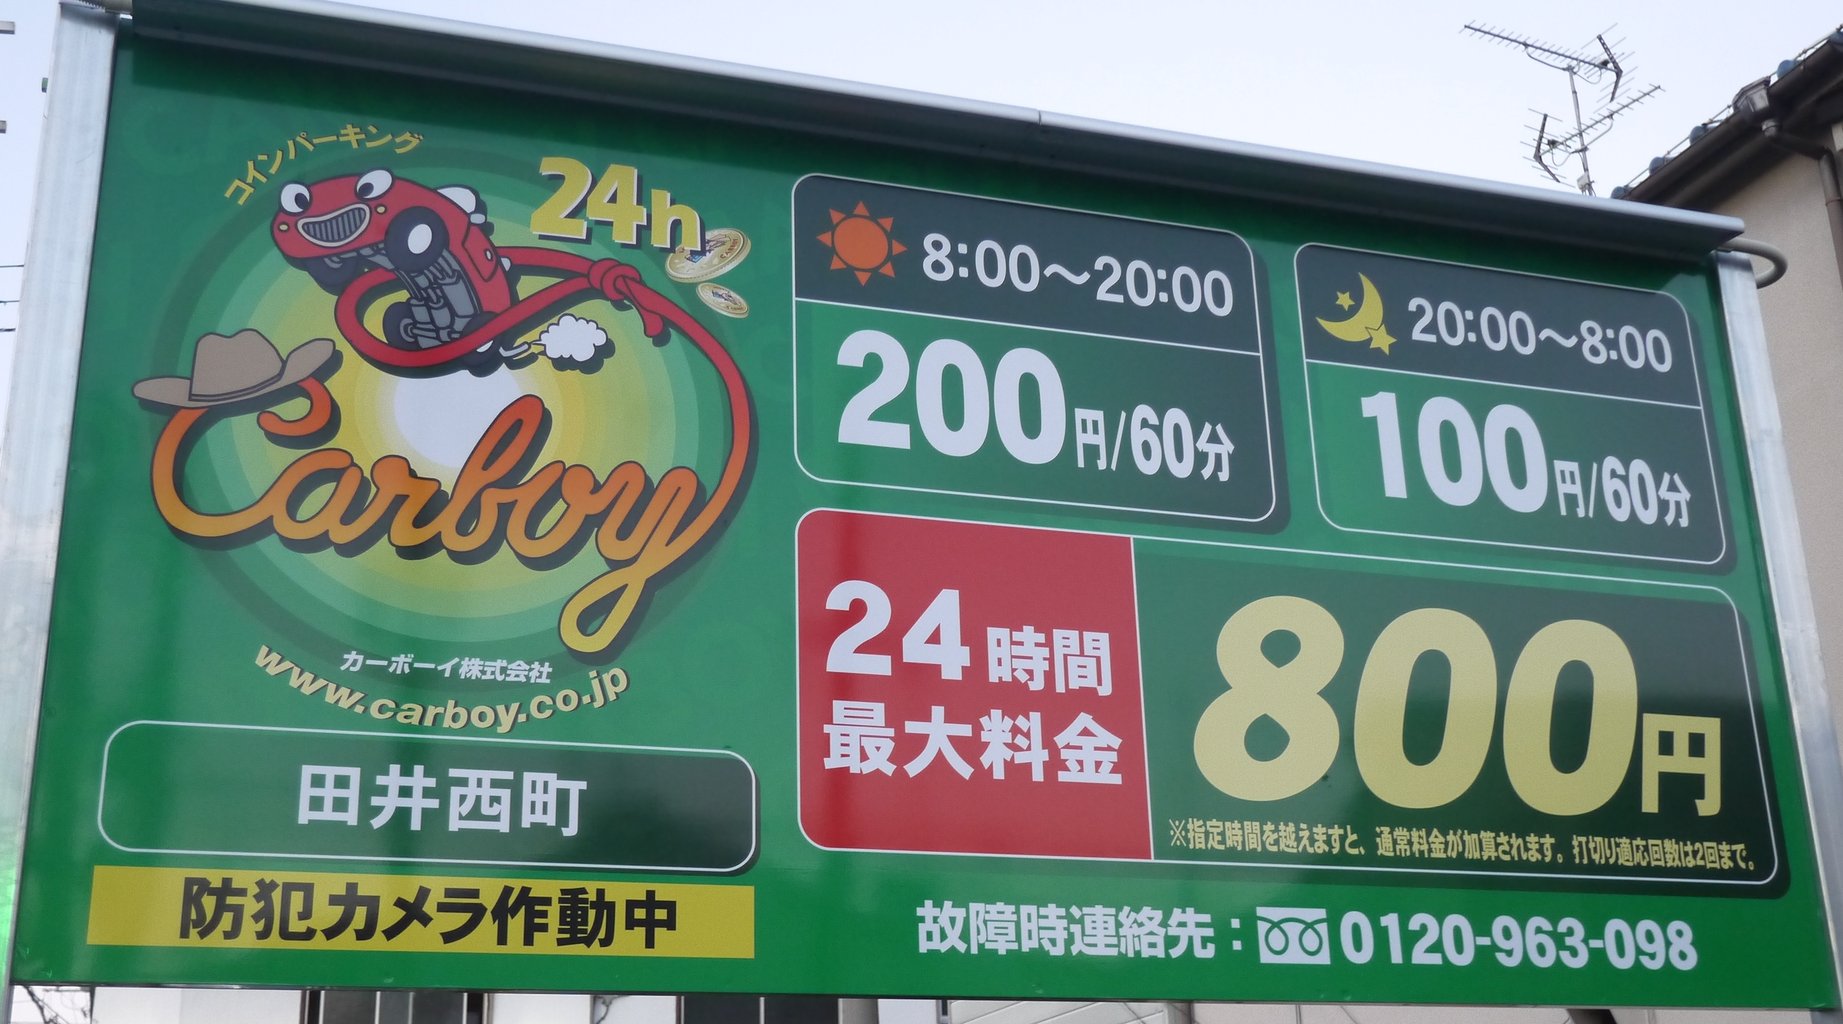 コインパーキング
24h
Carboy
カーボーイ株式会社
www.carboy.co.jp
田井西町
防犯カメラ作動中
8:00〜20:00
200円/60分
20:00〜8:00
100円/60分
24時間
最大料金
800円
※指定時間を越えますと、通常料金が加算されます。打切り適応回数は2回まで。
故障時連絡先：0120-963-098